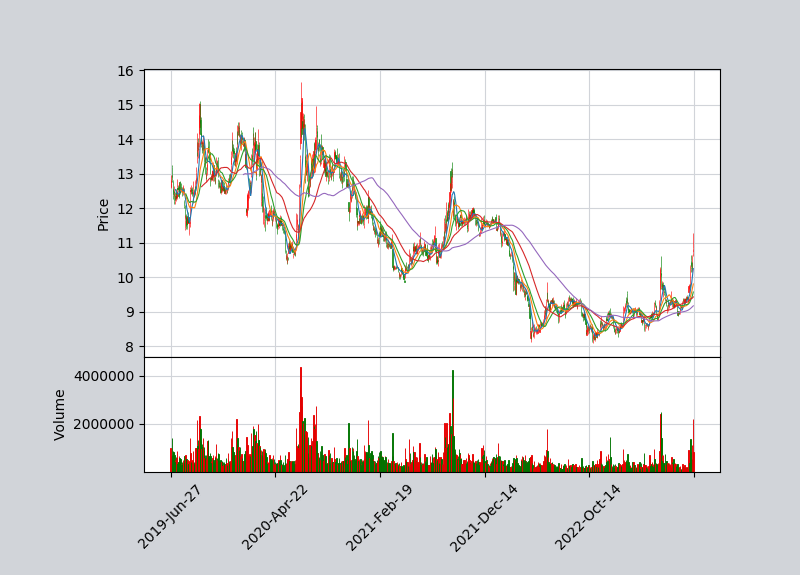 16
15
14
13
12
11
10
9
8
Price
4000000
2000000
Volume
2019-Jun-27
2020-Apr-22
2021-Feb-19
2021-Dec-14
2022-Oct-14